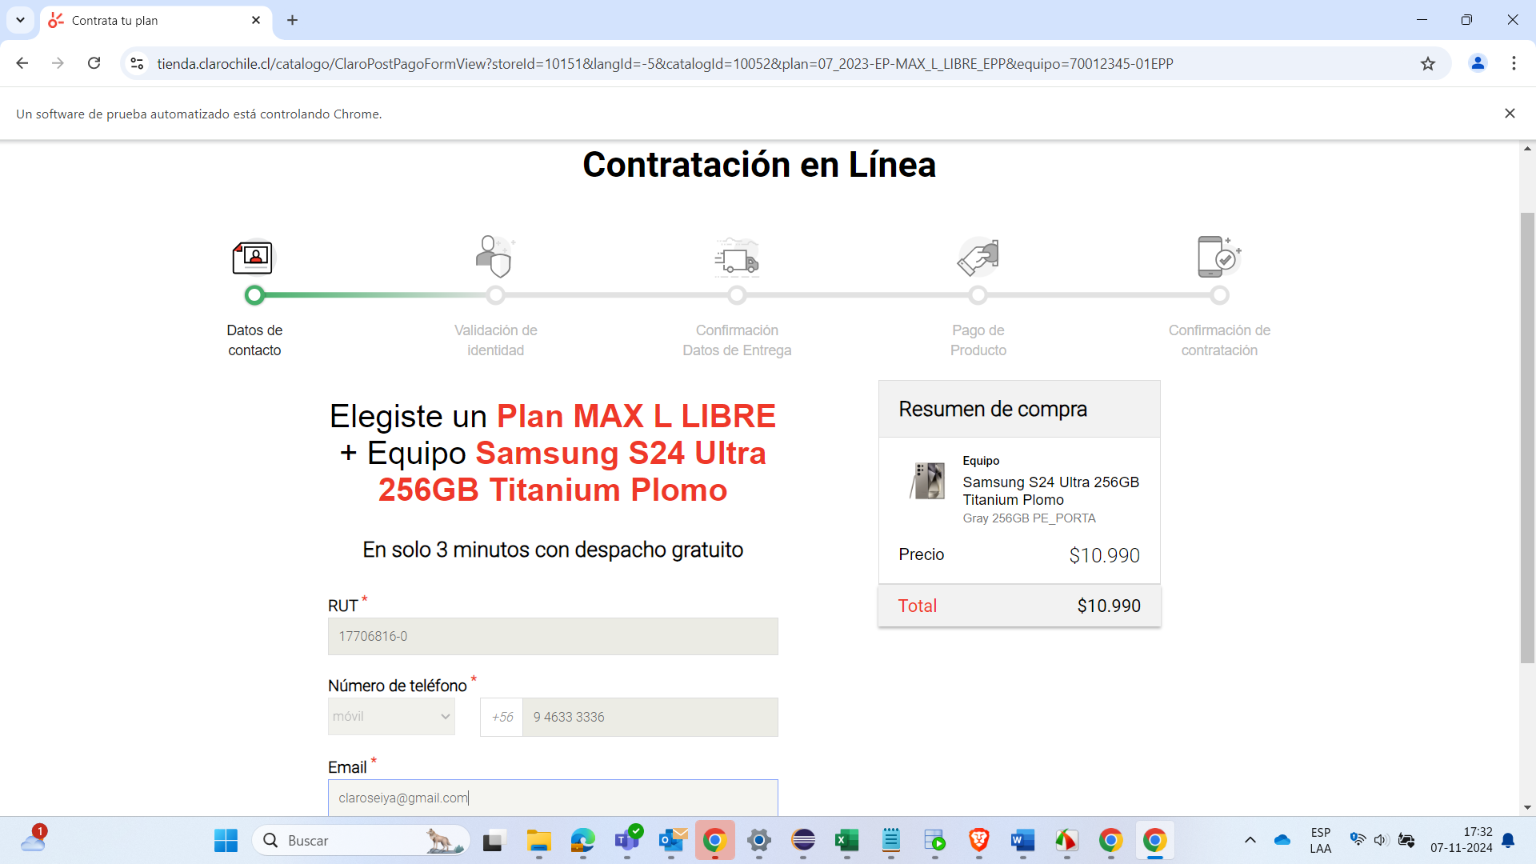 Contrata tu plan
tienda.clarochile.cl/catalogo/ClaroPostPagoFormView?storeId=10151&langId=-5&catalogId=10052&plan=07_2023-EP-MAX_L_LIBRE_EPP&equipo=70012345-01EPP
Un software de prueba automatizado está controlando Chrome.
Contratación en Línea
Datos de
contacto
Validación de
identidad
Confirmación
Datos de Entrega
Pago de
Producto
Confirmación de
contratación
Elegiste un Plan MAX L LIBRE
+ Equipo Samsung S24 Ultra
256GB Titanium Plomo
En solo 3 minutos con despacho gratuito
RUT *
17706816-0
Número de teléfono *
móvil
+56
9 4633 3336
Email *
claroseiya@gmail.com
Resumen de compra
Equipo
Samsung S24 Ultra 256GB
Titanium Plomo
Gray 256GB PE_PORTA
Precio $10.990
Total $10.990
1
Buscar
ESP
LAA
17:32
07-11-2024